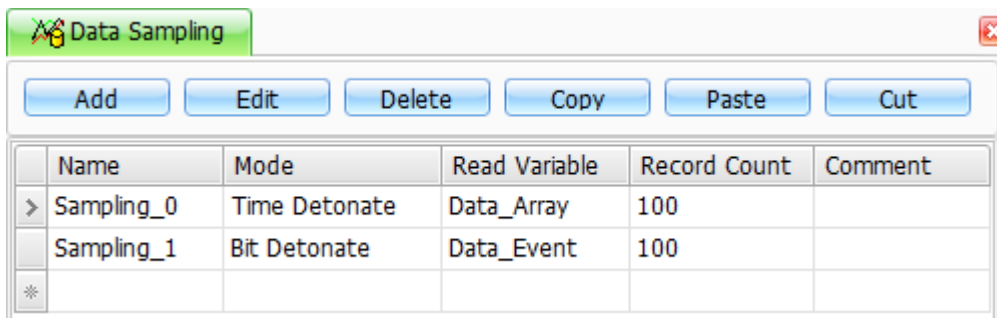 Data Sampling
Add Edit Delete Copy Paste Cut
Name Mode Read Variable Record Count Comment
Sampling_0 Time Detonate Data_Array 100
Sampling_1 Bit Detonate Data_Event 100